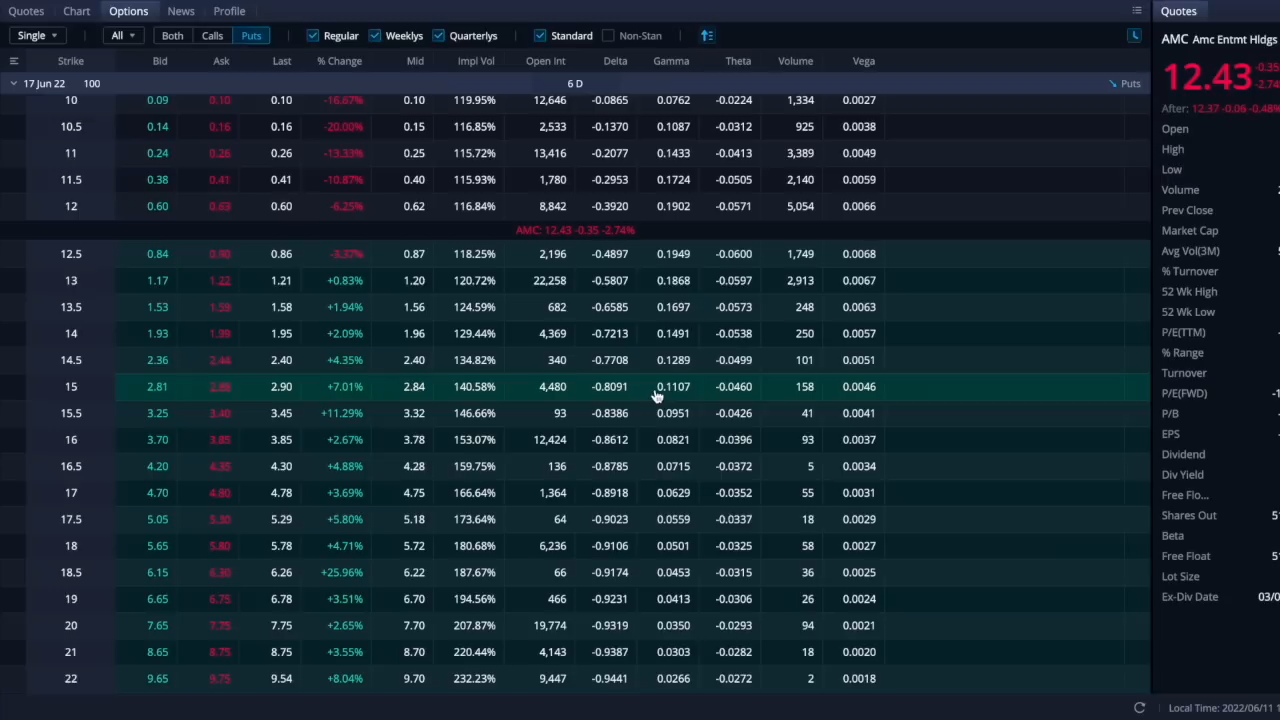 Quotes Chart Options News Profile Quotes
Single All Both Calls Puts Regular Weeklys Quarterlys Standard Non-Stan
AMC Amc Entmt Hldgs
Strike Bid Ask Last % Change Mid Impl Vol Open Int Delta Gamma Theta Volume Vega
17 Jun 22 100 6 D Puts
10 0.09 0.10 0.10 -16.67% 0.10 119.95% 12,646 -0.0865 0.0762 -0.0224 1,334 0.0027
10.5 0.14 0.16 0.16 -20.00% 0.15 116.85% 2,533 -0.1370 0.1087 -0.0312 925 0.0038
11 0.24 0.26 0.26 -13.33% 0.25 115.72% 13,416 -0.2077 0.1433 -0.0413 3,389 0.0049
11.5 0.38 0.41 0.41 -10.87% 0.40 115.93% 1,780 -0.2953 0.1724 -0.0505 2,140 0.0059
12 0.60 0.63 0.60 -6.25% 0.62 116.84% 8,842 -0.3920 0.1902 -0.0571 5,054 0.0066
AMC: 12.43 -0.35 -2.74%
12.5 0.84 0.90 0.86 -3.37% 0.87 118.25% 2,196 -0.4897 0.1949 -0.0600 1,749 0.0068
13 1.17 1.22 1.21 +0.83% 1.20 120.72% 22,258 -0.5807 0.1868 -0.0597 2,913 0.0067
13.5 1.53 1.59 1.58 +1.94% 1.56 124.59% 682 -0.6585 0.1697 -0.0573 248 0.0063
14 1.93 1.99 1.95 +2.09% 1.96 129.44% 4,369 -0.7213 0.1491 -0.0538 250 0.0057
14.5 2.36 2.44 2.40 +4.35% 2.40 134.82% 340 -0.7708 0.1289 -0.0499 101 0.0051
15 2.81 2.90 +7.01% 2.84 140.58% 4,480 -0.8091 0.1107 -0.0460 158 0.0046
15.5 3.25 3.40 3.45 +11.29% 3.32 146.66% 93 -0.8386 0.0951 -0.0426 41 0.0041
16 3.70 3.85 3.85 +2.67% 3.78 153.07% 12,424 -0.8612 0.0821 -0.0396 93 0.0037
16.5 4.20 4.35 4.30 +4.88% 4.28 159.75% 136 -0.8785 0.0715 -0.0372 5 0.0034
17 4.70 4.80 4.78 +3.69% 4.75 166.64% 1,364 -0.8918 0.0629 -0.0352 55 0.0031
17.5 5.05 5.30 5.29 +5.80% 5.18 173.64% 64 -0.9023 0.0559 -0.0337 18 0.0029
18 5.65 5.80 5.78 +4.71% 5.72 180.68% 6,236 -0.9106 0.0501 -0.0325 58 0.0027
18.5 6.15 6.30 6.26 +25.96% 6.22 187.67% 66 -0.9174 0.0453 -0.0315 36 0.0025
19 6.65 6.75 6.78 +3.51% 6.70 194.56% 466 -0.9231 0.0413 -0.0306 26 0.0024
20 7.65 7.75 7.75 +2.65% 7.70 207.87% 19,774 -0.9319 0.0350 -0.0293 94 0.0021
21 8.65 8.75 8.75 +3.55% 8.70 220.44% 4,143 -0.9387 0.0303 -0.0282 18 0.0020
22 9.65 9.75 9.54 +8.04% 9.70 232.23% 9,447 -0.9441 0.0266 -0.0272 2 0.0018
12.43 -0.35
-2.74
After: 12.37 -0.06 -0.48%
Open
High
Low
Volume
Prev Close
Market Cap
Avg Vol(3M)
% Turnover
52 Wk High
52 Wk Low
P/E(TTM)
% Range
Turnover
P/E(FWD)
P/B
EPS
Dividend
Div Yield
Free Flo...
Shares Out
Beta
Free Float
Lot Size
Ex-Div Date 03/0
Local Time: 2022/06/11 1